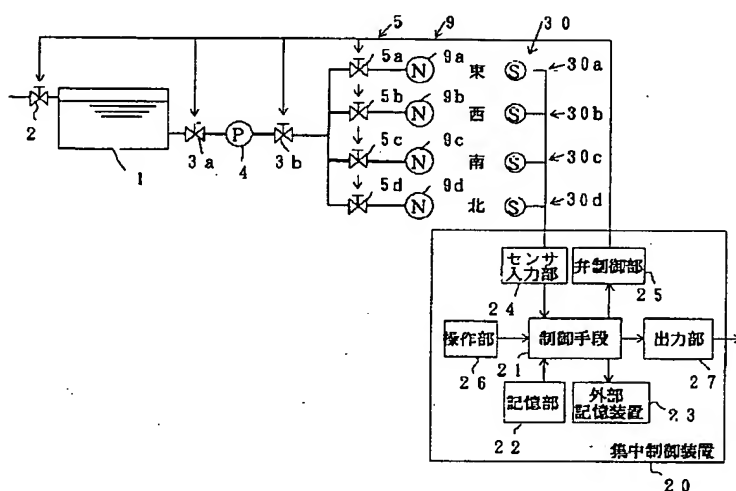 5
9
30
5a
9a
N
東
S
30a
5b
9b
N
西
S
30b
2
1
3a
P
4
3b
5c
9c
N
南
S
30c
5d
9d
N
北
S
30d
センサ
入力部
24
弁制御部
25
操作部
26
制御手段
21
出力部
27
記憶部
22
外部
記憶装置
23
集中制御装置
20